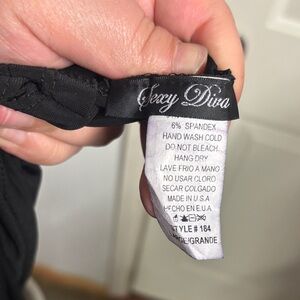 Sexy Diva
6% SPANDEX
HAND WASH COLD
DO NOT BLEACH
HANG DRY
LAVE FRIO A MANO
NO USAR CLORO
SECAR COLGADO
MADE IN U.S.A
HECHO EN E.U.A
STYLE # 184
GRANDE